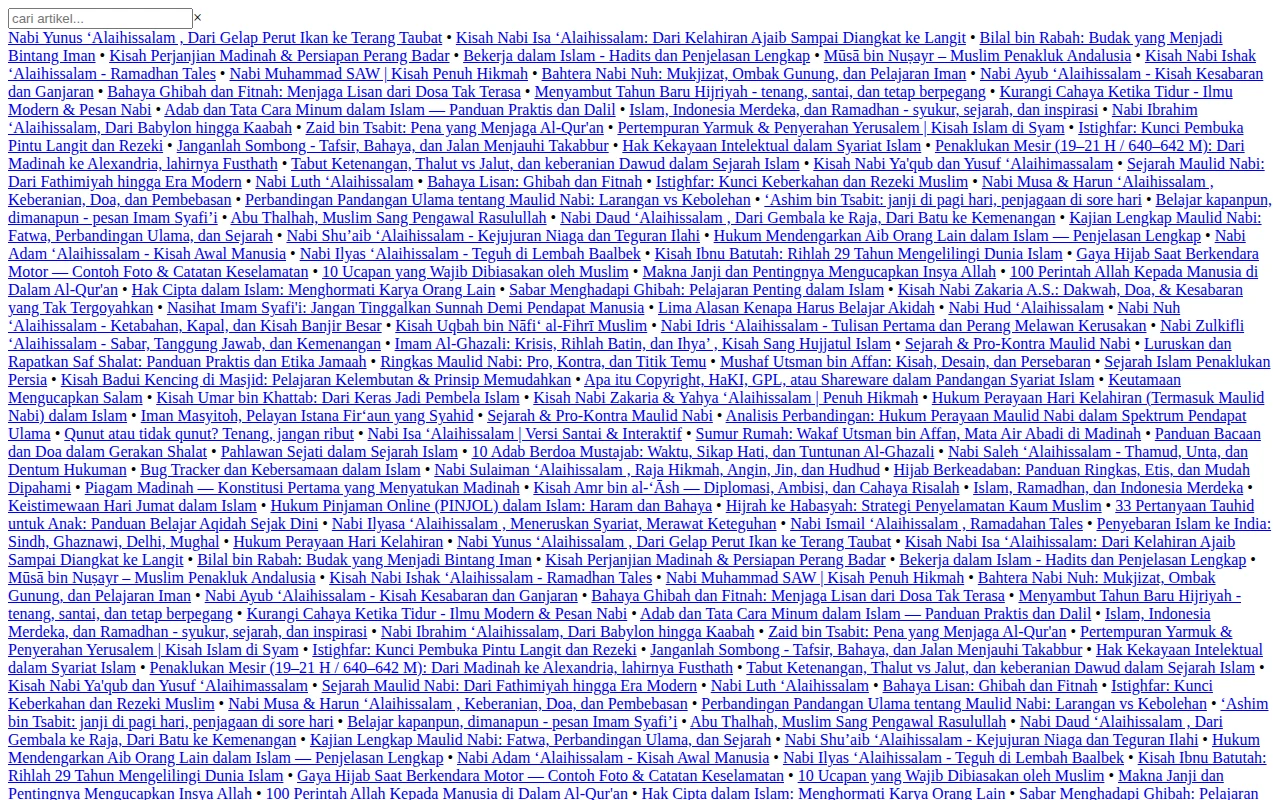 cari artikel... ×
Nabi Yunus ‘Alaihissalam , Dari Gelap Perut Ikan ke Terang Taubat • Kisah Nabi Isa ‘Alaihissalam: Dari Kelahiran Ajaib Sampai Diangkat ke Langit • Bilal bin Rabah: Budak yang Menjadi
Bintang Iman • Kisah Perjanjian Madinah & Persiapan Perang Badar • Bekerja dalam Islam - Hadits dan Penjelasan Lengkap • Mūsā bin Nuṣayr – Muslim Penakluk Andalusia • Kisah Nabi Ishak
‘Alaihissalam - Ramadhan Tales • Nabi Muhammad SAW | Kisah Penuh Hikmah • Bahtera Nabi Nuh: Mukjizat, Ombak Gunung, dan Pelajaran Iman • Nabi Ayub ‘Alaihissalam - Kisah Kesabaran
dan Ganjaran • Bahaya Ghibah dan Fitnah: Menjaga Lisan dari Dosa Tak Terasa • Menyambut Tahun Baru Hijriyah - tenang, santai, dan tetap berpegang • Kurangi Cahaya Ketika Tidur - Ilmu
Modern & Pesan Nabi • Adab dan Tata Cara Minum dalam Islam — Panduan Praktis dan Dalil • Islam, Indonesia Merdeka, dan Ramadhan - syukur, sejarah, dan inspirasi • Nabi Ibrahim
‘Alaihissalam, Dari Babylon hingga Kaabah • Zaid bin Tsabit: Pena yang Menjaga Al-Qur'an • Pertempuran Yarmuk & Penyerahan Yerusalem | Kisah Islam di Syam • Istighfar: Kunci Pembuka
Pintu Langit dan Rezeki • Janganlah Sombong - Tafsir, Bahaya, dan Jalan Menjauhi Takabbur • Hak Kekayaan Intelektual dalam Syariat Islam • Penaklukan Mesir (19–21 H / 640–642 M): Dari
Madinah ke Alexandria, lahirnya Fusthath • Tabut Ketenangan, Thalut vs Jalut, dan keberanian Dawud dalam Sejarah Islam • Kisah Nabi Ya'qub dan Yusuf ‘Alaihimassalam • Sejarah Maulid Nabi:
Dari Fathimiyah hingga Era Modern • Nabi Luth ‘Alaihissalam • Bahaya Lisan: Ghibah dan Fitnah • Istighfar: Kunci Keberkahan dan Rezeki Muslim • Nabi Musa & Harun ‘Alaihissalam ,
Keberanian, Doa, dan Pembebasan • Perbandingan Pandangan Ulama tentang Maulid Nabi: Larangan vs Kebolehan • ‘Ashim bin Tsabit: janji di pagi hari, penjagaan di sore hari • Belajar kapanpun,
dimanapun - pesan Imam Syafi’i • Abu Thalhah, Muslim Sang Pengawal Rasulullah • Nabi Daud ‘Alaihissalam , Dari Gembala ke Raja, Dari Batu ke Kemenangan • Kajian Lengkap Maulid Nabi:
Fatwa, Perbandingan Ulama, dan Sejarah • Nabi Shu’aib ‘Alaihissalam - Kejujuran Niaga dan Teguran Ilahi • Hukum Mendengarkan Aib Orang Lain dalam Islam — Penjelasan Lengkap • Nabi
Adam ‘Alaihissalam - Kisah Awal Manusia • Nabi Ilyas ‘Alaihissalam - Teguh di Lembah Baalbek • Kisah Ibnu Batutah: Rihlah 29 Tahun Mengelilingi Dunia Islam • Gaya Hijab Saat Berkendara
Motor — Contoh Foto & Catatan Keselamatan • 10 Ucapan yang Wajib Dibiasakan oleh Muslim • Makna Janji dan Pentingnya Mengucapkan Insya Allah • 100 Perintah Allah Kepada Manusia di
Dalam Al-Qur'an • Hak Cipta dalam Islam: Menghormati Karya Orang Lain • Sabar Menghadapi Ghibah: Pelajaran Penting dalam Islam • Kisah Nabi Zakaria A.S.: Dakwah, Doa, & Kesabaran
yang Tak Tergoyahkan • Nasihat Imam Syafi'i: Jangan Tinggalkan Sunnah Demi Pendapat Manusia • Lima Alasan Kenapa Harus Belajar Akidah • Nabi Hud ‘Alaihissalam • Nabi Nuh
‘Alaihissalam - Ketabahan, Kapal, dan Kisah Banjir Besar • Kisah Uqbah bin Nāfi‘ al-Fihrī Muslim • Nabi Idris ‘Alaihissalam - Tulisan Pertama dan Perang Melawan Kerusakan • Nabi Zulkifli
‘Alaihissalam - Sabar, Tanggung Jawab, dan Kemenangan • Imam Al-Ghazali: Krisis, Rihlah Batin, dan Ihya’ , Kisah Sang Hujjatul Islam • Sejarah & Pro-Kontra Maulid Nabi • Luruskan dan
Rapatkan Saf Shalat: Panduan Praktis dan Etika Jamaah • Ringkas Maulid Nabi: Pro, Kontra, dan Titik Temu • Mushaf Utsman bin Affan: Kisah, Desain, dan Persebaran • Sejarah Islam Penaklukan
Persia • Kisah Badui Kencing di Masjid: Pelajaran Kelembutan & Prinsip Memudahkan • Apa itu Copyright, HaKI, GPL, atau Shareware dalam Pandangan Syariat Islam • Keutamaan
Mengucapkan Salam • Kisah Umar bin Khattab: Dari Keras Jadi Pembela Islam • Kisah Nabi Zakaria & Yahya ‘Alaihissalam | Penuh Hikmah • Hukum Perayaan Hari Kelahiran (Termasuk Maulid
Nabi) dalam Islam • Iman Masyitoh, Pelayan Istana Fir‘aun yang Syahid • Sejarah & Pro-Kontra Maulid Nabi • Analisis Perbandingan: Hukum Perayaan Maulid Nabi dalam Spektrum Pendapat
Ulama • Qunut atau tidak qunut? Tenang, jangan ribut • Nabi Isa ‘Alaihissalam | Versi Santai & Interaktif • Sumur Rumah: Wakaf Utsman bin Affan, Mata Air Abadi di Madinah • Panduan Bacaan
dan Doa dalam Gerakan Shalat • Pahlawan Sejati dalam Sejarah Islam • 10 Adab Berdoa Mustajab: Waktu, Sikap Hati, dan Tuntunan Al-Ghazali • Nabi Saleh ‘Alaihissalam - Thamud, Unta, dan
Dentum Hukuman • Bug Tracker dan Kebersamaan dalam Islam • Nabi Sulaiman ‘Alaihissalam , Raja Hikmah, Angin, Jin, dan Hudhud • Hijab Berkeadaban: Panduan Ringkas, Etis, dan Mudah
Dipahami • Piagam Madinah — Konstitusi Pertama yang Menyatukan Madinah • Kisah Amr bin al-‘Āsh — Diplomasi, Ambisi, dan Cahaya Risalah • Islam, Ramadhan, dan Indonesia Merdeka •
Keistimewaan Hari Jumat dalam Islam • Hukum Pinjaman Online (PINJOL) dalam Islam: Haram dan Bahaya • Hijrah ke Habasyah: Strategi Penyelamatan Kaum Muslim • 33 Pertanyaan Tauhid
untuk Anak: Panduan Belajar Aqidah Sejak Dini • Nabi Ilyasa ‘Alaihissalam , Meneruskan Syariat, Merawat Keteguhan • Nabi Ismail ‘Alaihissalam , Ramadahan Tales • Penyebaran Islam ke India:
Sindh, Ghaznawi, Delhi, Mughal • Hukum Perayaan Hari Kelahiran • Nabi Yunus ‘Alaihissalam , Dari Gelap Perut Ikan ke Terang Taubat • Kisah Nabi Isa ‘Alaihissalam: Dari Kelahiran Ajaib
Sampai Diangkat ke Langit • Bilal bin Rabah: Budak yang Menjadi Bintang Iman • Kisah Perjanjian Madinah & Persiapan Perang Badar • Bekerja dalam Islam - Hadits dan Penjelasan Lengkap •
Mūsā bin Nuṣayr – Muslim Penakluk Andalusia • Kisah Nabi Ishak ‘Alaihissalam - Ramadhan Tales • Nabi Muhammad SAW | Kisah Penuh Hikmah • Bahtera Nabi Nuh: Mukjizat, Ombak
Gunung, dan Pelajaran Iman • Nabi Ayub ‘Alaihissalam - Kisah Kesabaran dan Ganjaran • Bahaya Ghibah dan Fitnah: Menjaga Lisan dari Dosa Tak Terasa • Menyambut Tahun Baru Hijriyah -
tenang, santai, dan tetap berpegang • Kurangi Cahaya Ketika Tidur - Ilmu Modern & Pesan Nabi • Adab dan Tata Cara Minum dalam Islam — Panduan Praktis dan Dalil • Islam, Indonesia
Merdeka, dan Ramadhan - syukur, sejarah, dan inspirasi • Nabi Ibrahim ‘Alaihissalam, Dari Babylon hingga Kaabah • Zaid bin Tsabit: Pena yang Menjaga Al-Qur'an • Pertempuran Yarmuk &
Penyerahan Yerusalem | Kisah Islam di Syam • Istighfar: Kunci Pembuka Pintu Langit dan Rezeki • Janganlah Sombong - Tafsir, Bahaya, dan Jalan Menjauhi Takabbur • Hak Kekayaan Intelektual
dalam Syariat Islam • Penaklukan Mesir (19–21 H / 640–642 M): Dari Madinah ke Alexandria, lahirnya Fusthath • Tabut Ketenangan, Thalut vs Jalut, dan keberanian Dawud dalam Sejarah Islam •
Kisah Nabi Ya'qub dan Yusuf ‘Alaihimassalam • Sejarah Maulid Nabi: Dari Fathimiyah hingga Era Modern • Nabi Luth ‘Alaihissalam • Bahaya Lisan: Ghibah dan Fitnah • Istighfar: Kunci
Keberkahan dan Rezeki Muslim • Nabi Musa & Harun ‘Alaihissalam , Keberanian, Doa, dan Pembebasan • Perbandingan Pandangan Ulama tentang Maulid Nabi: Larangan vs Kebolehan • ‘Ashim
bin Tsabit: janji di pagi hari, penjagaan di sore hari • Belajar kapanpun, dimanapun - pesan Imam Syafi’i • Abu Thalhah, Muslim Sang Pengawal Rasulullah • Nabi Daud ‘Alaihissalam , Dari
Gembala ke Raja, Dari Batu ke Kemenangan • Kajian Lengkap Maulid Nabi: Fatwa, Perbandingan Ulama, dan Sejarah • Nabi Shu’aib ‘Alaihissalam - Kejujuran Niaga dan Teguran Ilahi • Hukum
Mendengarkan Aib Orang Lain dalam Islam — Penjelasan Lengkap • Nabi Adam ‘Alaihissalam - Kisah Awal Manusia • Nabi Ilyas ‘Alaihissalam - Teguh di Lembah Baalbek • Kisah Ibnu Batutah:
Rihlah 29 Tahun Mengelilingi Dunia Islam • Gaya Hijab Saat Berkendara Motor — Contoh Foto & Catatan Keselamatan • 10 Ucapan yang Wajib Dibiasakan oleh Muslim • Makna Janji dan
Pentingnya Mengucapkan Insya Allah • 100 Perintah Allah Kepada Manusia di Dalam Al-Qur'an • Hak Cipta dalam Islam: Menghormati Karya Orang Lain • Sabar Menghadapi Ghibah: Pelajaran